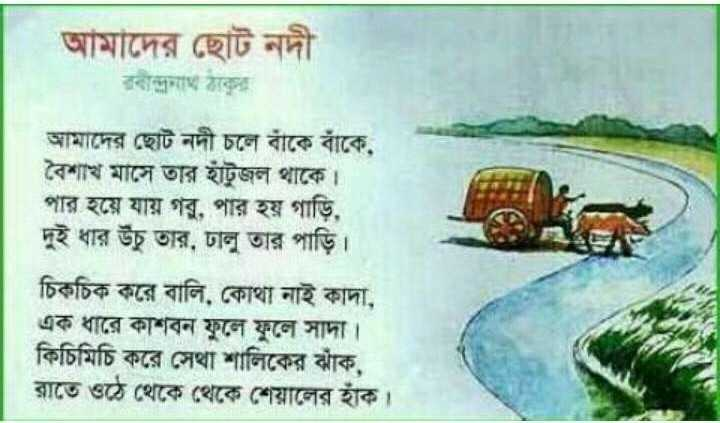 আমাদের ছোট নদী
রবীন্দ্রনাথ ঠাকুর
আমাদের ছোট নদী চলে বাঁকে বাঁকে,
বৈশাখ মাসে তার হাঁটুজল থাকে।
পার হয়ে যায় গরু, পার হয় গাড়ি,
দুই ধার উঁচু তার, ঢালু তার পাড়ি।
চিকচিক করে বালি, কোথা নাই কাদা,
এক ধারে কাশবন ফুলে ফুলে সাদা।
কিচিমিচি করে সেথা শালিকের ঝাঁক,
রাতে ওঠে থেকে থেকে শেয়ালের হাঁক।